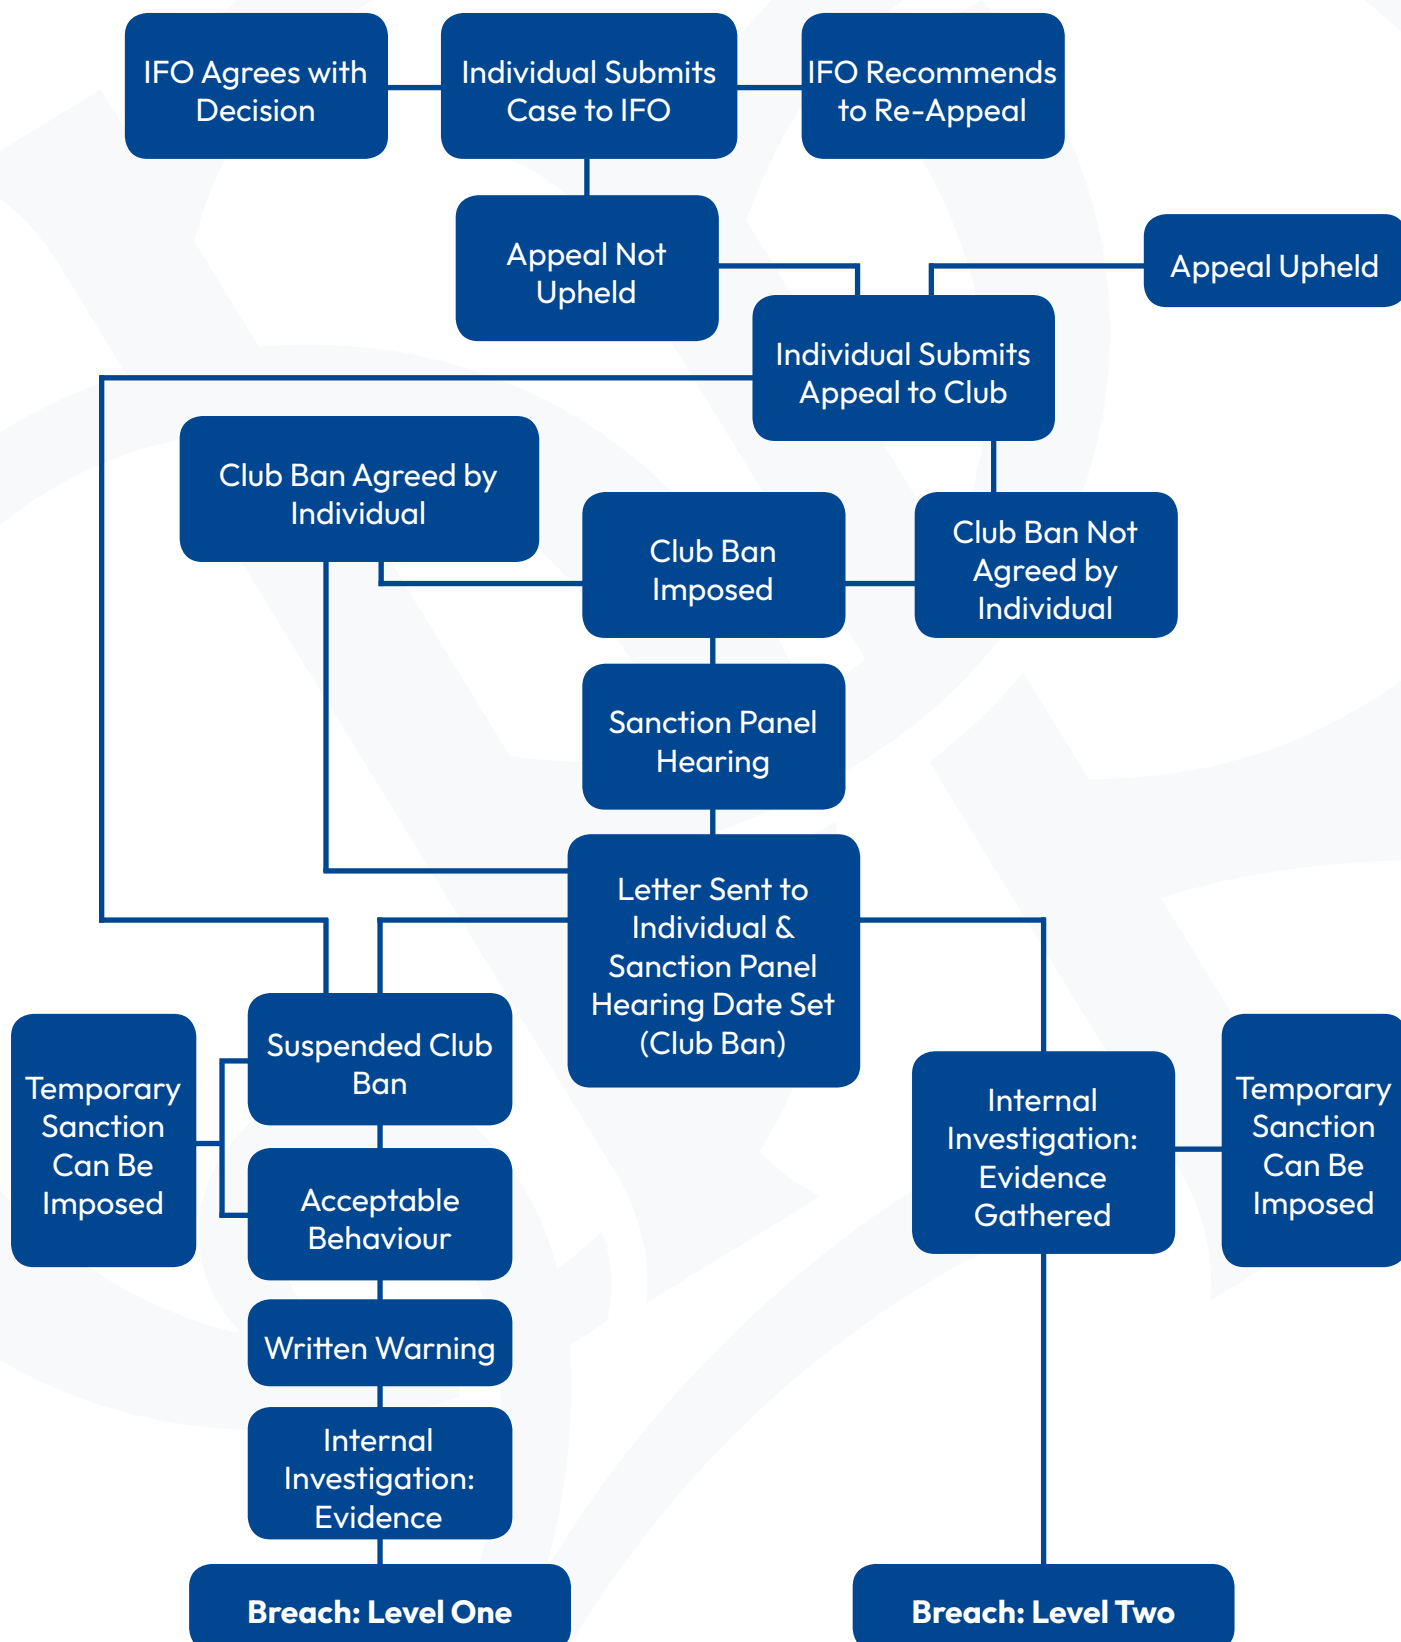 IFO Agrees with
Decision
Individual Submits
Case to IFO
IFO Recommends
to Re-Appeal
Appeal Not
Upheld
Appeal Upheld
Individual Submits
Appeal to Club
Club Ban Agreed by
Individual
Club Ban
Imposed
Club Ban Not
Agreed by
Individual
Sanction Panel
Hearing
Letter Sent to
Individual &
Sanction Panel
Hearing Date Set
(Club Ban)
Suspended Club
Ban
Temporary
Sanction
Can Be
Imposed
Internal
Investigation:
Evidence
Gathered
Temporary
Sanction
Can Be
Imposed
Acceptable
Behaviour
Written Warning
Internal
Investigation:
Evidence
Breach: Level One
Breach: Level Two